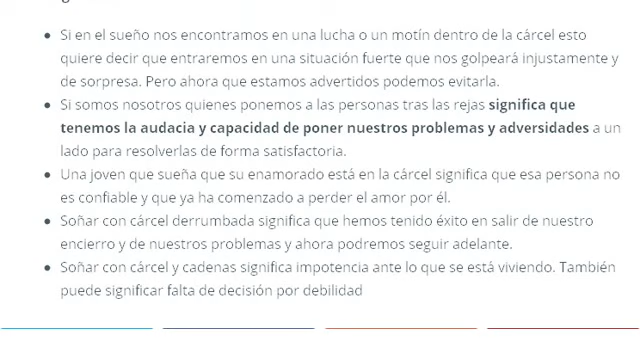 • Si en el sueño nos encontramos en una lucha o un motín dentro de la cárcel esto
quiere decir que entraremos en una situación fuerte que nos golpeará injustamente y
de sorpresa. Pero ahora que estamos advertidos podemos evitarla.
• Si somos nosotros quienes ponemos a las personas tras las rejas significa que
tenemos la audacia y capacidad de poner nuestros problemas y adversidades a un
lado para resolverlas de forma satisfactoria.
• Una joven que sueña que su enamorado está en la cárcel significa que esa persona no
es confiable y que ya ha comenzado a perder el amor por él.
• Soñar con cárcel derrumbada significa que hemos tenido éxito en salir de nuestro
encierro y de nuestros problemas y ahora podremos seguir adelante.
• Soñar con cárcel y cadenas significa impotencia ante lo que se está viviendo. También
puede significar falta de decisión por debilidad